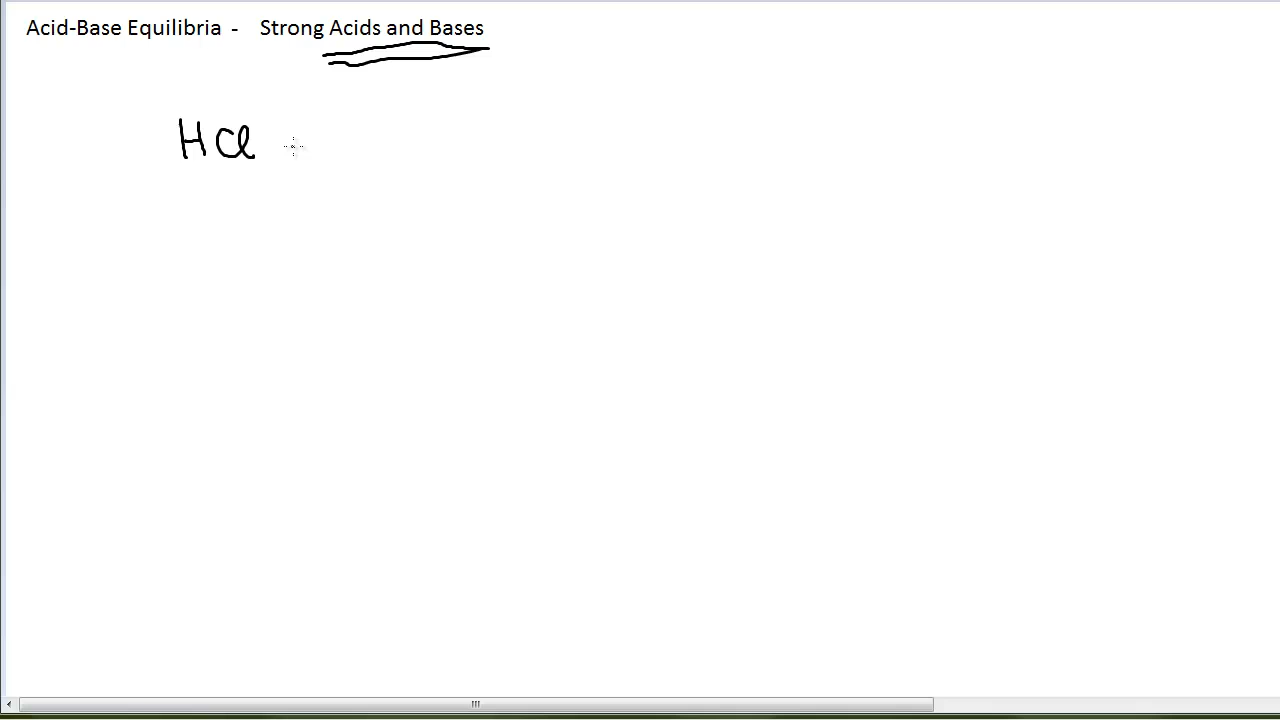 Acid-Base Equilibria - Strong Acids and Bases
HCl